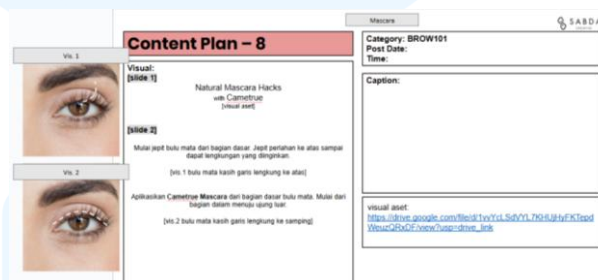 Mascara
SABDA
Vis. 1
Vis. 2
Content Plan – 8
Visual:
[slide 1]
Natural Mascara Hacks
with Cametrue
[visual aset]
[slide 2]
Mulai jepit bulu mata dari bagian dasar. Jepit perlahan ke atas sampai
dapat lengkungan yang diinginkan.
[vis.1 bulu mata kasih garis lengkung ke atas]
Aplikasikan Cametrue Mascara dari bagian dasar bulu mata. Mulai dari
bagian dalam menuju ujung luar.
[vis.2 bulu mata kasih garis lengkung ke samping]
Category: BROW101
Post Date:
Time:
Caption:
visual aset:
https://drive.google.com/file/d/1vvYcLSdVYL7KHUjHyFKTepd
WeuzQRxDF/view?usp=drive_link